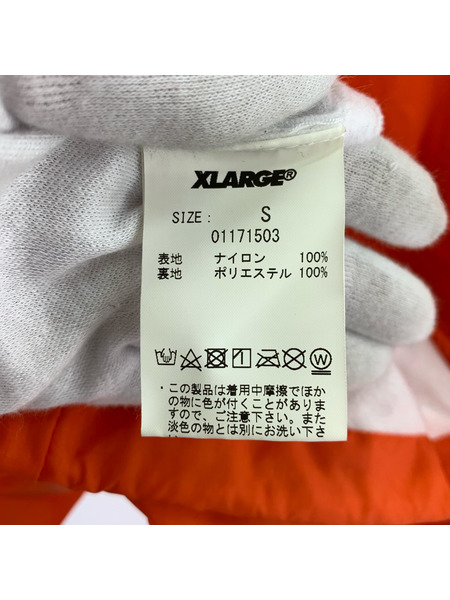 XLARGE®
SIZE: S
01171503
表地 ナイロン 100%
裏地 ポリエステル 100%
W
・この製品は着用中摩擦でほか
の物に色が付くことがありま
すので、ご注意下さい。また
淡色の物とは別にお洗い下さ
い。